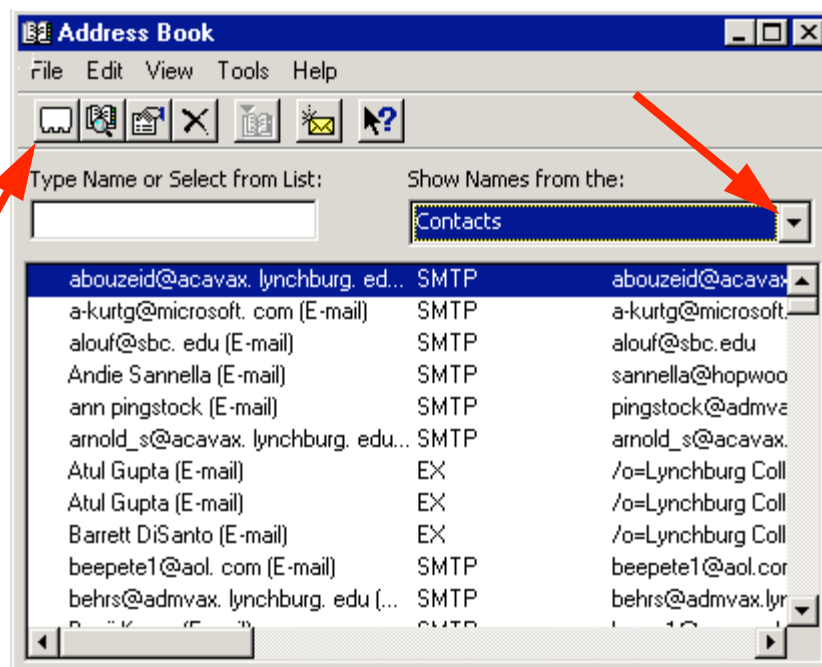 Address Book
File Edit View Tools Help
Type Name or Select from List: Show Names from the:
Contacts
abouzeid@acavax. lynchburg. ed... SMTP abouzeid@acavax
a-kurtg@microsoft. com (E-mail) SMTP a-kurtg@microsoft.
alouf@sbc. edu (E-mail) SMTP alouf@sbc.edu
Andie Sannella (E-mail) SMTP sannella@hopwoo
ann pingstock (E-mail) SMTP pingstock@admva
arnold_s@acavax. lynchburg. edu... SMTP arnold_s@acavax.
Atul Gupta (E-mail) EX /o=Lynchburg Coll
Atul Gupta (E-mail) EX /o=Lynchburg Coll
Barrett DiSanto (E-mail) EX /o=Lynchburg Coll
beepete1@aol. com (E-mail) SMTP beepete1@aol.com
behrs@admvax. lynchburg. edu (... SMTP behrs@admvax.lyr
SMTP